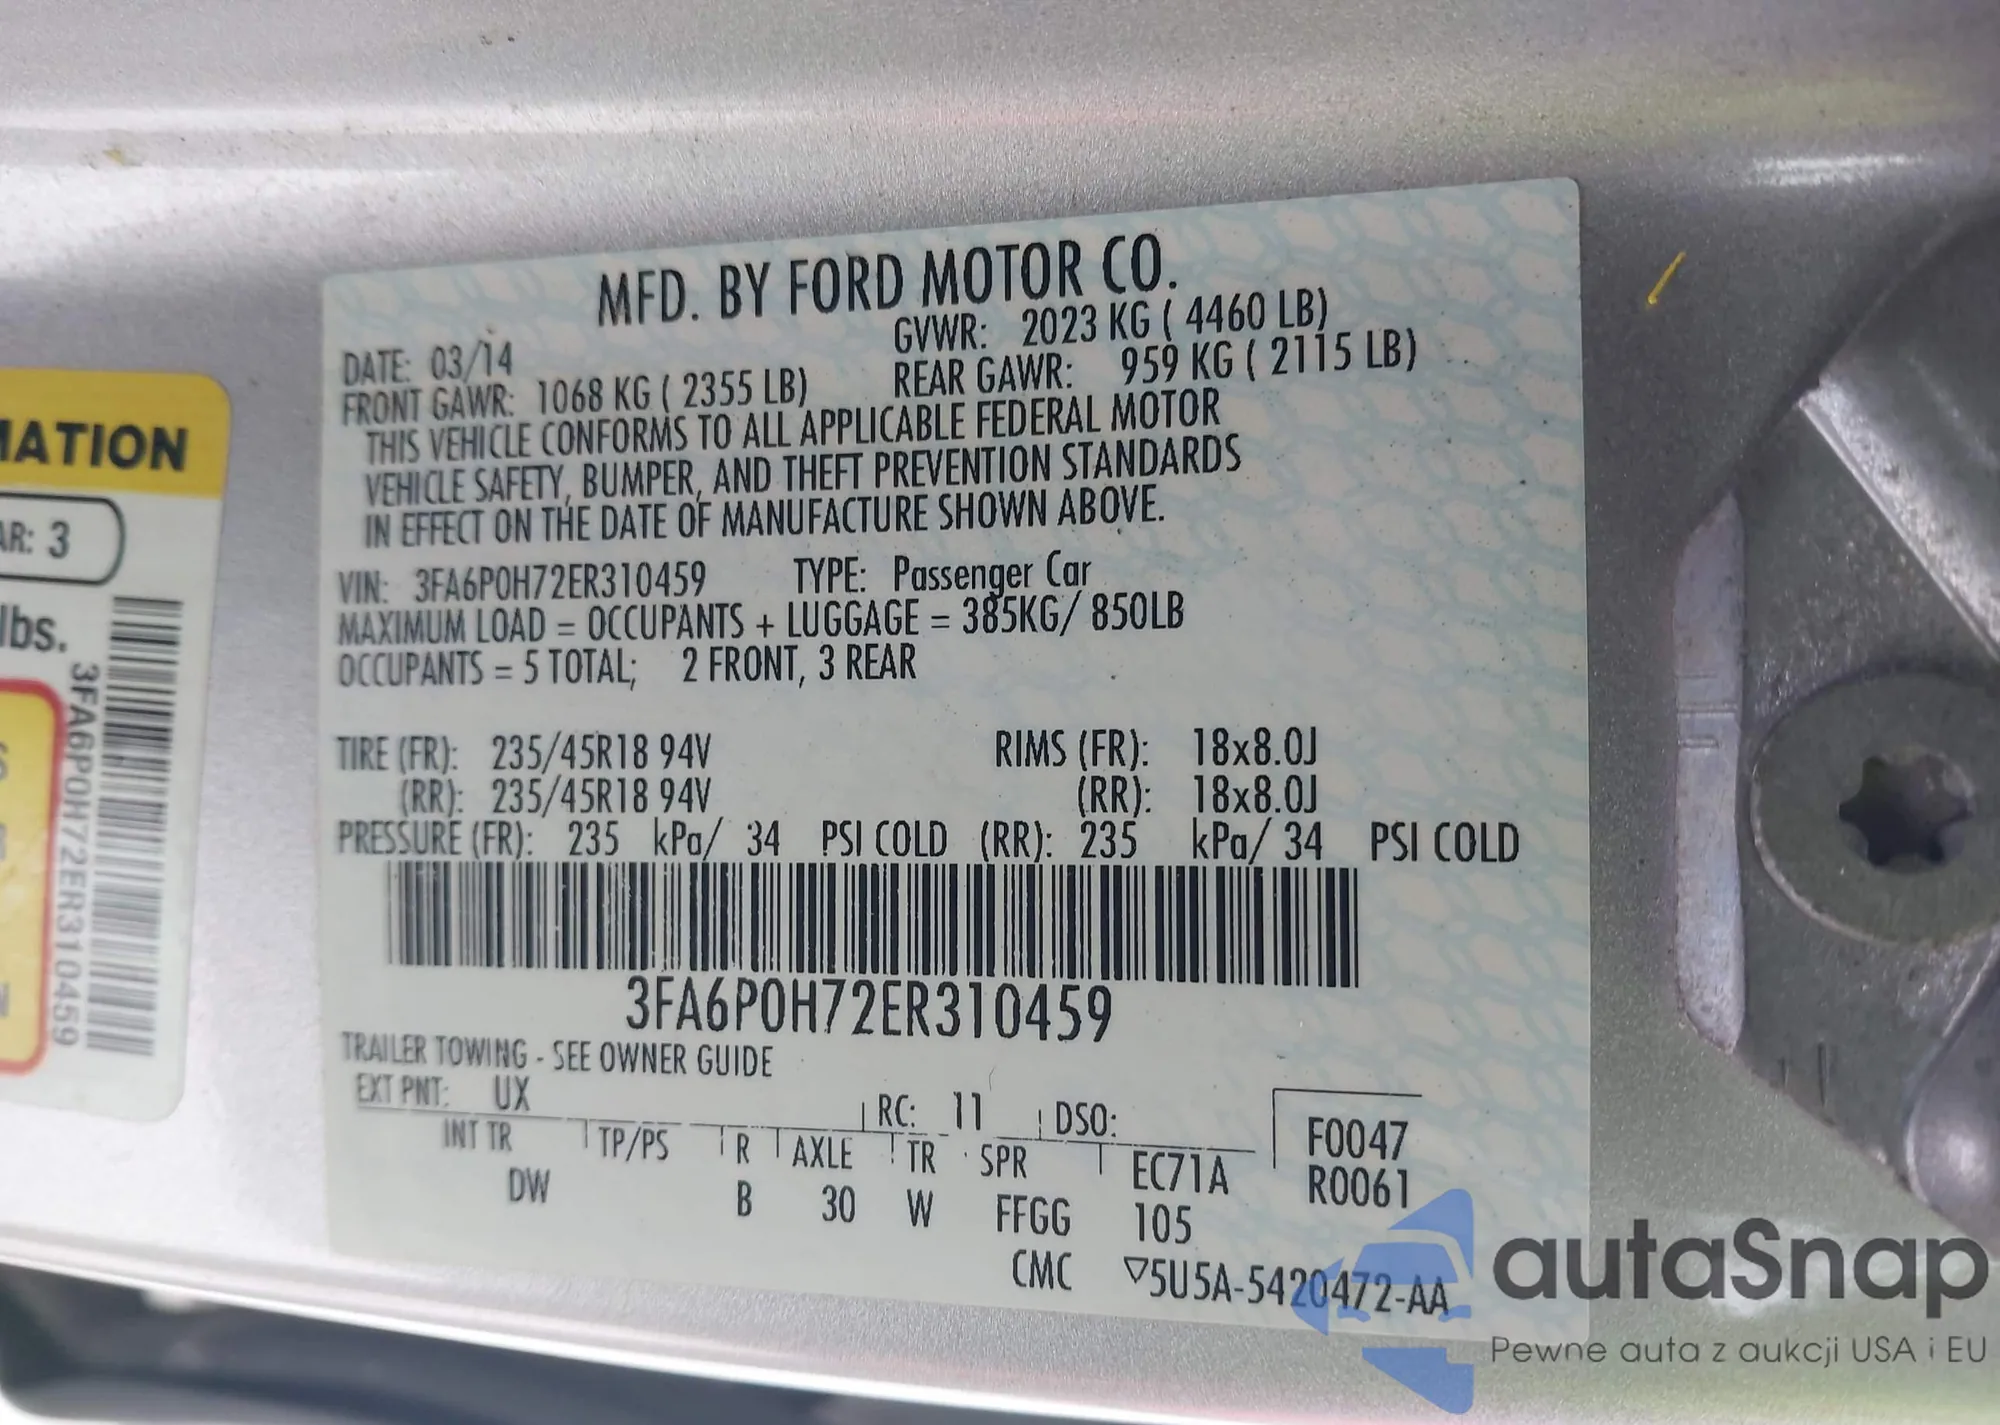 MATION
AR: 3
lbs.
3FA6P0H72ER310459
MFD. BY FORD MOTOR CO.
DATE: 03/14 GVWR: 2023 KG ( 4460 LB)
FRONT GAWR: 1068 KG ( 2355 LB) REAR GAWR: 959 KG ( 2115 LB)
THIS VEHICLE CONFORMS TO ALL APPLICABLE FEDERAL MOTOR
VEHICLE SAFETY, BUMPER, AND THEFT PREVENTION STANDARDS
IN EFFECT ON THE DATE OF MANUFACTURE SHOWN ABOVE.
VIN: 3FA6P0H72ER310459 TYPE: Passenger Car
MAXIMUM LOAD = OCCUPANTS + LUGGAGE = 385KG/ 850LB
OCCUPANTS = 5 TOTAL; 2 FRONT, 3 REAR
TIRE (FR): 235/45R18 94V RIMS (FR): 18x8.0J
(RR): 235/45R18 94V (RR): 18x8.0J
PRESSURE (FR): 235 kPa/ 34 PSI COLD (RR): 235 kPa/ 34 PSI COLD
3FA6P0H72ER310459
TRAILER TOWING - SEE OWNER GUIDE
EXT PNT: UX RC: 11 DSO: F0047
INT TR TP/PS R AXLE TR SPR EC71A R0061
DW B 30 W FFGG 105
CMC ▽5U5A-5420472-AA
autaSnap
Pewne auta z aukcji USA i EU